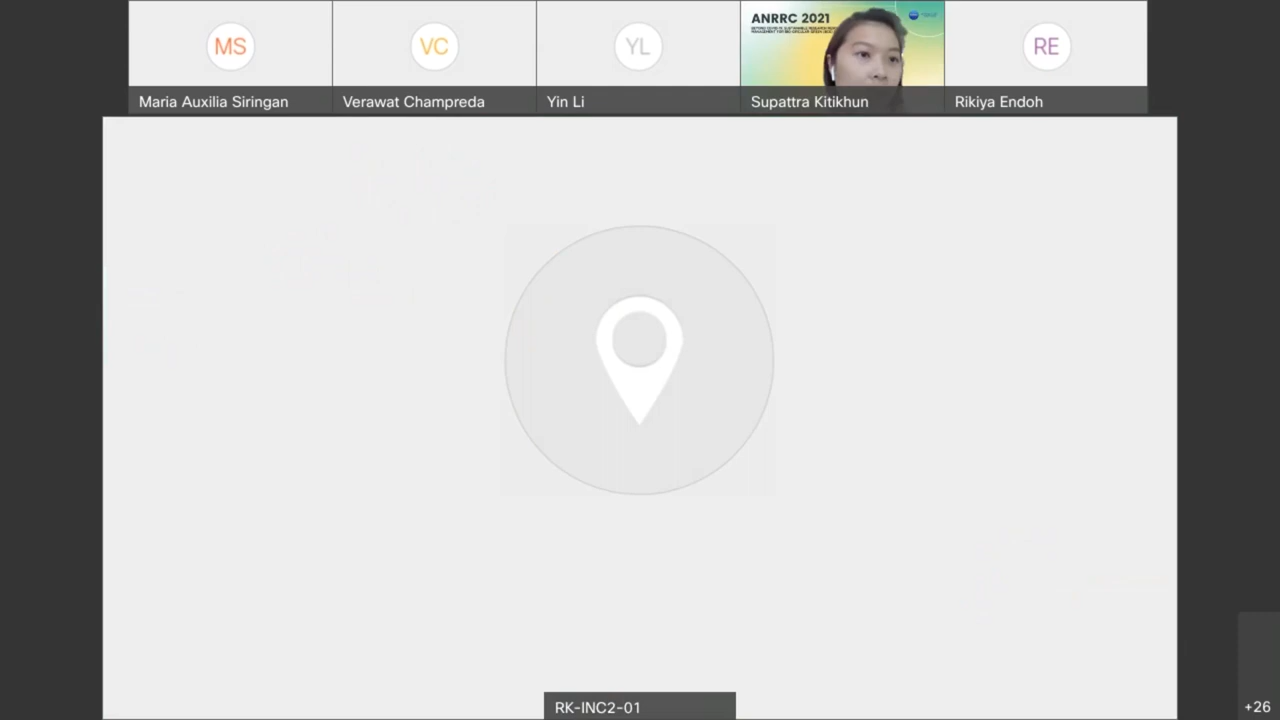 MS
VC
YL
ANRRC 2021
RE
Maria Auxilia Siringan
Verawat Champreda
Yin Li
Supattra Kitikhun
Rikiya Endoh
RK-INC2-01
+26